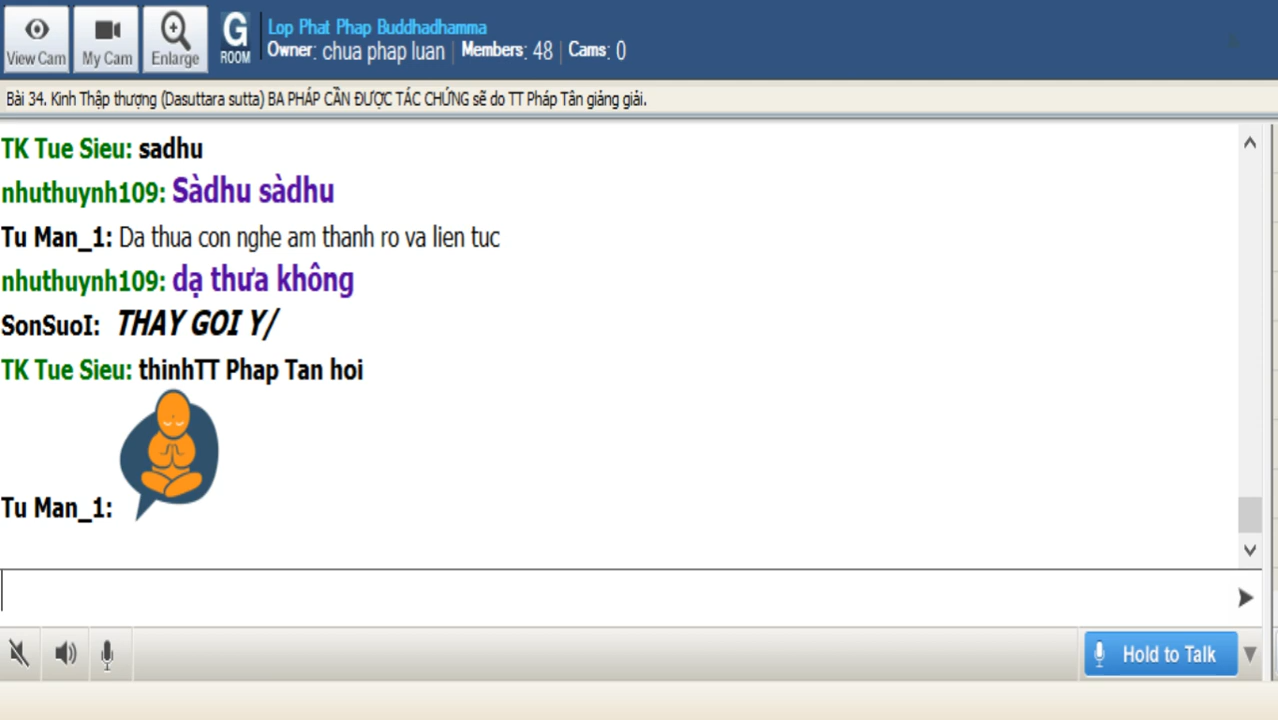 Lop Phat Phap Buddhadhamma
View Cam My Cam Enlarge G ROOM Owner: chua phap luan | Members: 48 | Cams: 0
Bài 34. Kinh Thập thượng (Dasuttara sutta) BA PHÁP CẦN ĐƯỢC TÁC CHỨNG sẽ do TT Pháp Tân giảng giải.
TK Tue Sieu: sadhu
nhuthuynh109: Sàdhu sàdhu
Tu Man_1: Da thua con nghe am thanh ro va lien tuc
nhuthuynh109: dạ thưa không
SonSuoI: THAY GOI Y/
TK Tue Sieu: thinhTT Phap Tan hoi
Tu Man_1:
Hold to Talk